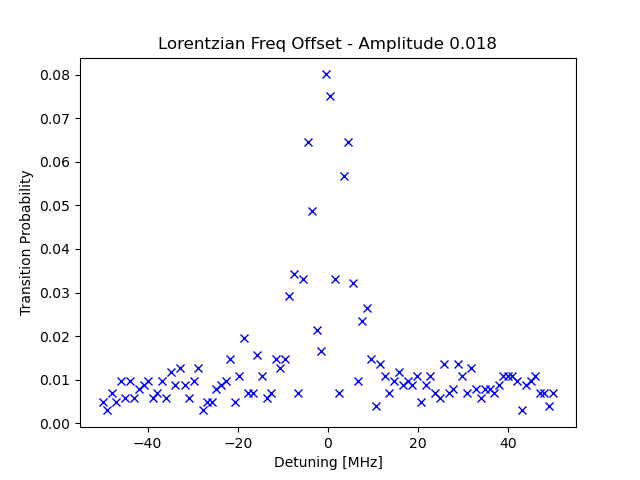 Lorentzian Freq Offset - Amplitude 0.018
0.08
0.07
0.06
0.05
0.04
0.03
0.02
0.01
0.00
Transition Probability
−40 −20 0 20 40
Detuning [MHz]